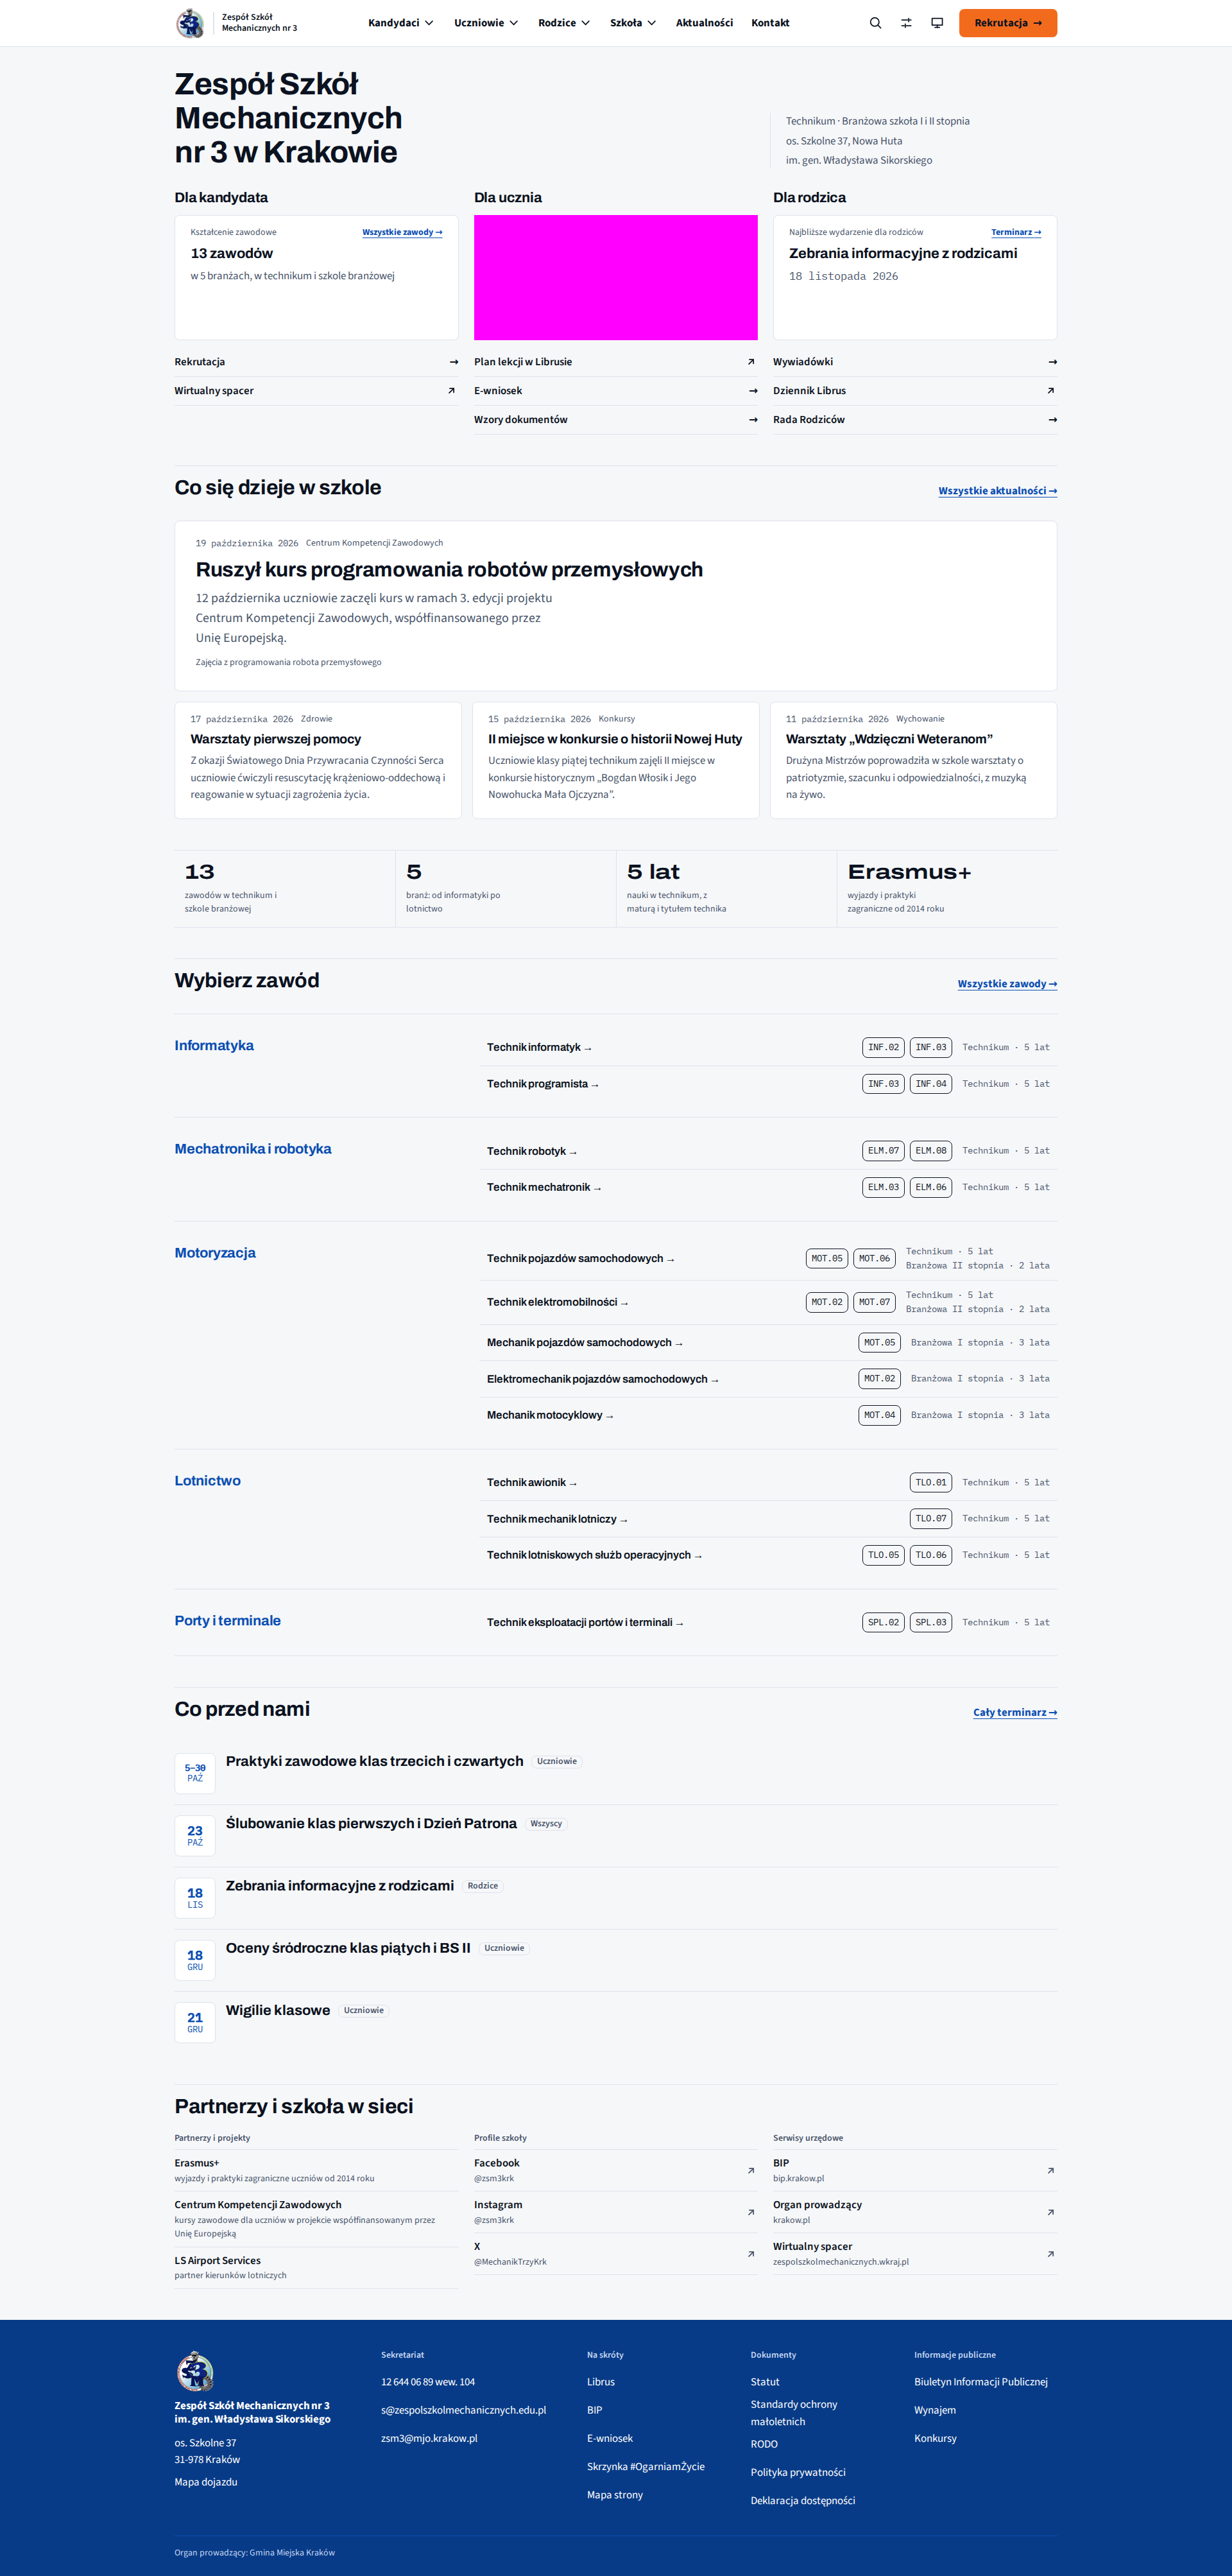 Zespół Szkół
Mechanicznych nr 3
Kandydaci
Uczniowie
Rodzice
Szkoła
Aktualności
Kontakt
Rekrutacja →
Zespół Szkół
Mechanicznych
nr 3 w Krakowie
Technikum · Branżowa szkoła I i II stopnia
os. Szkolne 37, Nowa Huta
im. gen. Władysława Sikorskiego
Dla kandydata
Kształcenie zawodowe
Wszystkie zawody →
13 zawodów
w 5 branżach, w technikum i szkole branżowej
Rekrutacja →
Wirtualny spacer ↗
Dla ucznia
Plan lekcji w Librusie ↗
E-wniosek →
Wzory dokumentów →
Dla rodzica
Najbliższe wydarzenie dla rodziców
Terminarz →
Zebrania informacyjne z rodzicami
18 listopada 2026
Wywiadówki →
Dziennik Librus ↗
Rada Rodziców →
Co się dzieje w szkole
Wszystkie aktualności →
19 października 2026 Centrum Kompetencji Zawodowych
Ruszył kurs programowania robotów przemysłowych
12 października uczniowie zaczęli kurs w ramach 3. edycji projektu
Centrum Kompetencji Zawodowych, współfinansowanego przez
Unię Europejską.
Zajęcia z programowania robota przemysłowego
17 października 2026 Zdrowie
Warsztaty pierwszej pomocy
Z okazji Światowego Dnia Przywracania Czynności Serca
uczniowie ćwiczyli resuscytację krążeniowo-oddechową i
reagowanie w sytuacji zagrożenia życia.
15 października 2026 Konkursy
II miejsce w konkursie o historii Nowej Huty
Uczniowie klasy piątej technikum zajęli II miejsce w
konkursie historycznym „Bogdan Włosik i Jego
Nowohucka Mała Ojczyzna”.
11 października 2026 Wychowanie
Warsztaty „Wdzięczni Weteranom”
Drużyna Mistrzów poprowadziła w szkole warsztaty o
patriotyzmie, szacunku i odpowiedzialności, z muzyką
na żywo.
13
zawodów w technikum i
szkole branżowej
5
branż: od informatyki po
lotnictwo
5 lat
nauki w technikum, z
maturą i tytułem technika
Erasmus+
wyjazdy i praktyki
zagraniczne od 2014 roku
Wybierz zawód
Wszystkie zawody →
Informatyka
Technik informatyk → INF.02 INF.03 Technikum · 5 lat
Technik programista → INF.03 INF.04 Technikum · 5 lat
Mechatronika i robotyka
Technik robotyk → ELM.07 ELM.08 Technikum · 5 lat
Technik mechatronik → ELM.03 ELM.06 Technikum · 5 lat
Motoryzacja
Technik pojazdów samochodowych → MOT.05 MOT.06 Technikum · 5 lat
Branżowa II stopnia · 2 lata
Technik elektromobilności → MOT.02 MOT.07 Technikum · 5 lat
Branżowa II stopnia · 2 lata
Mechanik pojazdów samochodowych → MOT.05 Branżowa I stopnia · 3 lata
Elektromechanik pojazdów samochodowych → MOT.02 Branżowa I stopnia · 3 lata
Mechanik motocyklowy → MOT.04 Branżowa I stopnia · 3 lata
Lotnictwo
Technik awionik → TLO.01 Technikum · 5 lat
Technik mechanik lotniczy → TLO.07 Technikum · 5 lat
Technik lotniskowych służb operacyjnych → TLO.05 TLO.06 Technikum · 5 lat
Porty i terminale
Technik eksploatacji portów i terminali → SPL.02 SPL.03 Technikum · 5 lat
Co przed nami
Cały terminarz →
5–30
PAŹ
Praktyki zawodowe klas trzecich i czwartych Uczniowie
23
PAŹ
Ślubowanie klas pierwszych i Dzień Patrona Wszyscy
18
LIS
Zebrania informacyjne z rodzicami Rodzice
18
GRU
Oceny śródroczne klas piątych i BS II Uczniowie
21
GRU
Wigilie klasowe Uczniowie
Partnerzy i szkoła w sieci
Partnerzy i projekty
Erasmus+
wyjazdy i praktyki zagraniczne uczniów od 2014 roku
Centrum Kompetencji Zawodowych
kursy zawodowe dla uczniów w projekcie współfinansowanym przez
Unię Europejską
LS Airport Services
partner kierunków lotniczych
Profile szkoły
Facebook ↗
@zsm3krk
Instagram ↗
@zsm3krk
X ↗
@MechanikTrzyKrk
Serwisy urzędowe
BIP ↗
bip.krakow.pl
Organ prowadzący ↗
krakow.pl
Wirtualny spacer ↗
zespolszkolmechanicznych.wkraj.pl
Zespół Szkół Mechanicznych nr 3
im. gen. Władysława Sikorskiego
os. Szkolne 37
31-978 Kraków
Mapa dojazdu
Sekretariat
12 644 06 89 wew. 104
s@zespolszkolmechanicznych.edu.pl
zsm3@mjo.krakow.pl
Na skróty
Librus
BIP
E-wniosek
Skrzynka #OgarniamŻycie
Mapa strony
Dokumenty
Statut
Standardy ochrony
małoletnich
RODO
Polityka prywatności
Deklaracja dostępności
Informacje publiczne
Biuletyn Informacji Publicznej
Wynajem
Konkursy
Organ prowadzący: Gmina Miejska Kraków